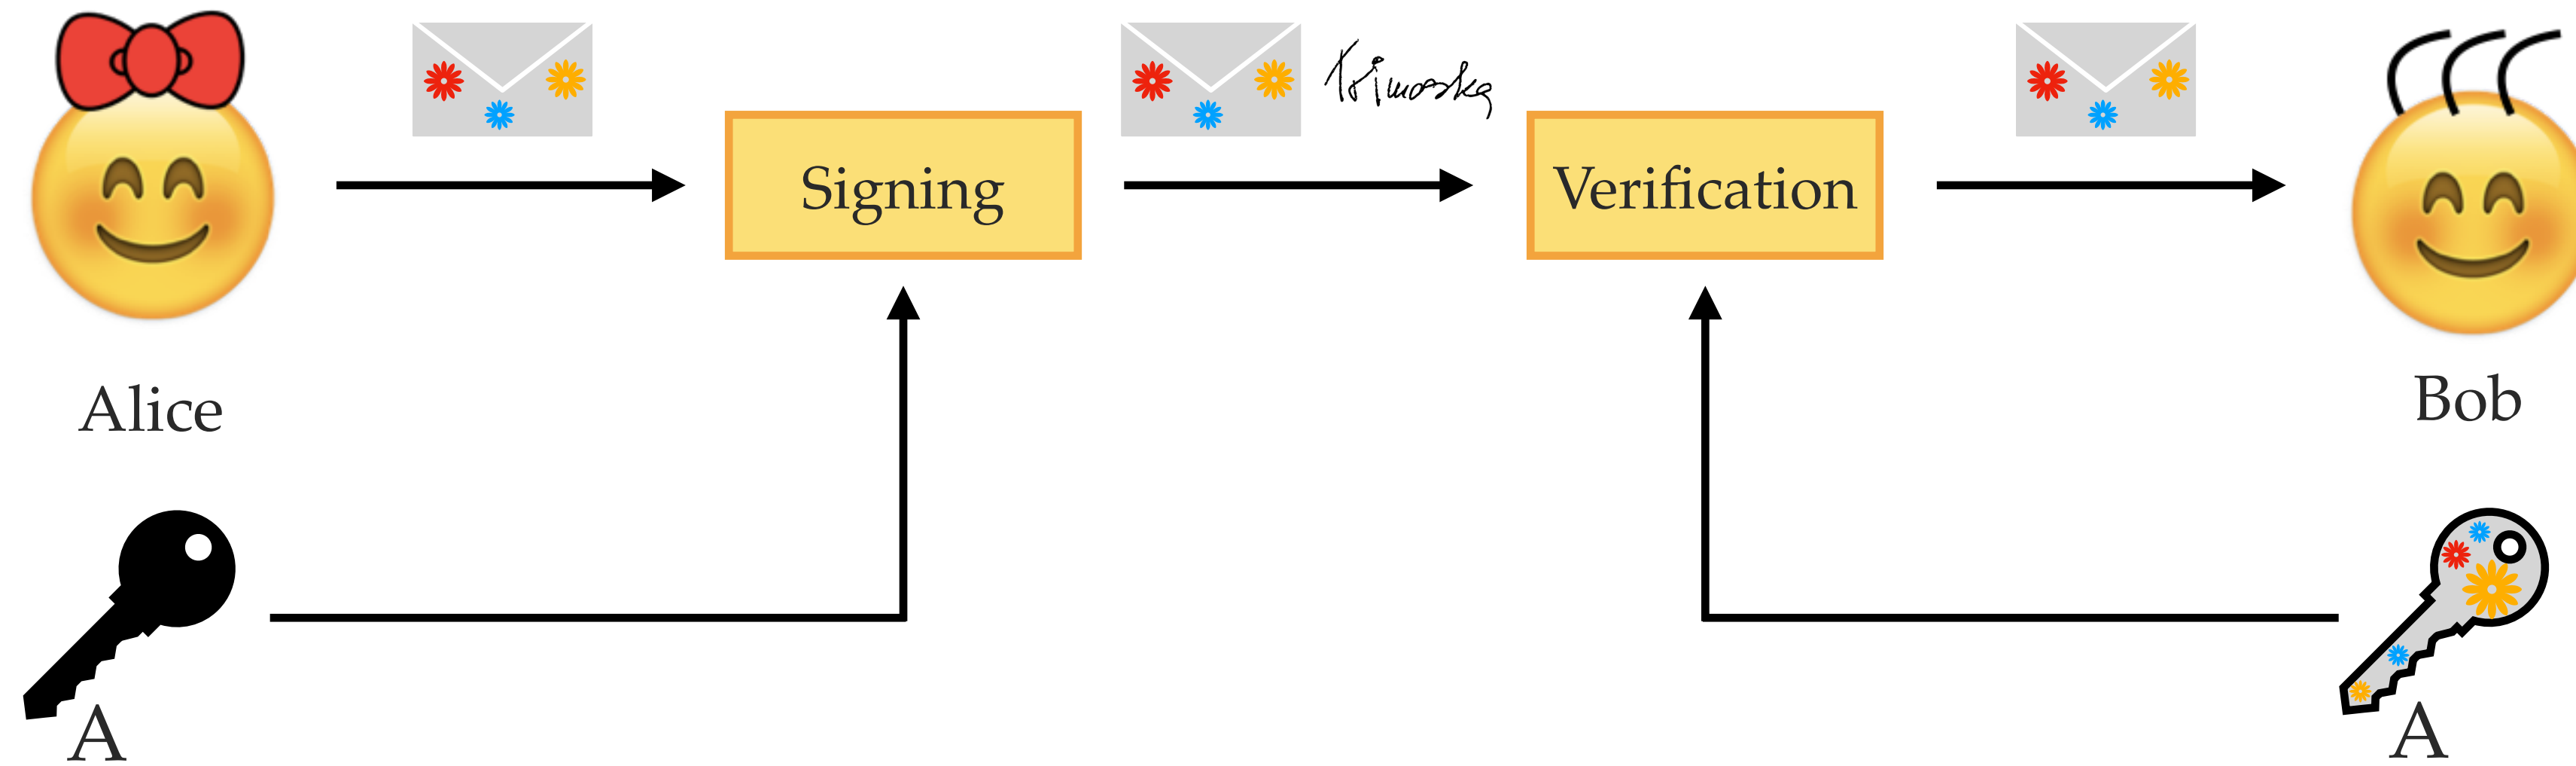 Signing
Verification
Alice
Bob
A
A